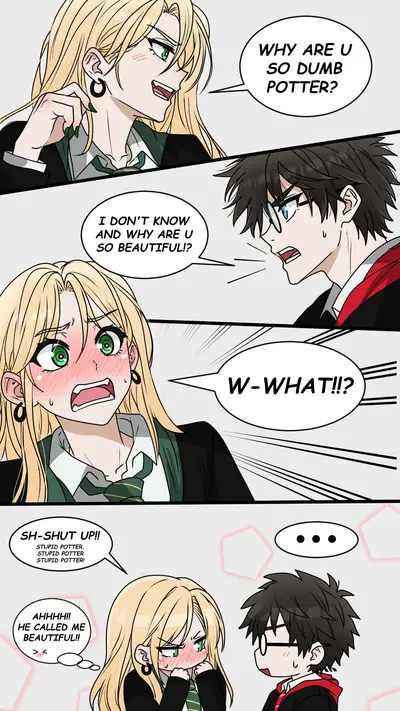 WHY ARE U
SO DUMB
POTTER?
I DON'T KNOW
AND WHY ARE U
SO BEAUTIFUL!?
W-WHAT!!?
SH-SHUT UP!!
STUPID POTTER,
STUPID POTTER
STUPID POTTER!
•••
AHHHH!!
HE CALLED ME
BEAUTIFUL!!
>.<